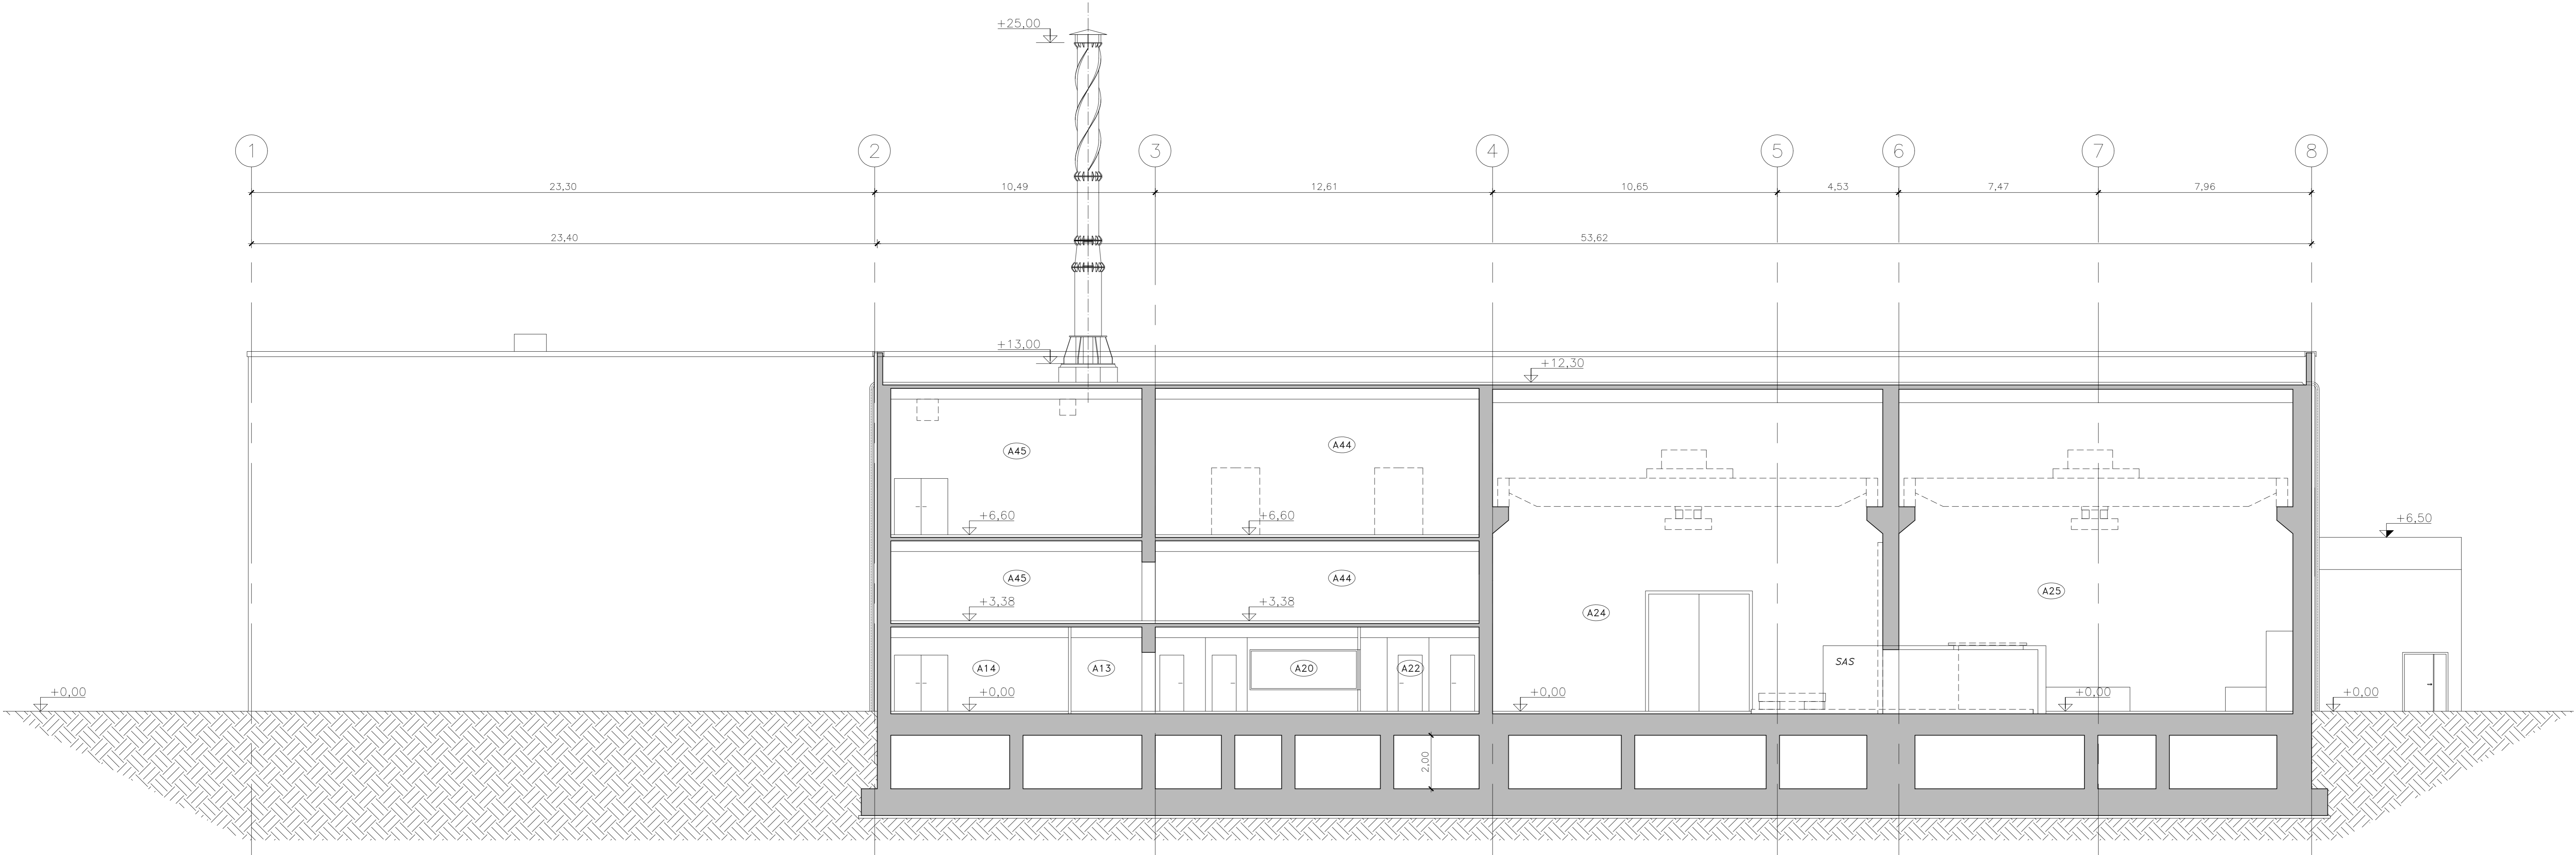 +25,00
1 2 3 4 5 6 7 8
23,30 10,49 12,61 10,65 4,53 7,47 7,96
23,40 53,62
+13,00
+12,30
A45 A44
+6,60 +6,60
+6,50
A45 A44
+3,38 +3,38
A25
A24
SAS
A14 A13 A20 A22
+0,00 +0,00 +0,00 +0,00 +0,00
2,00